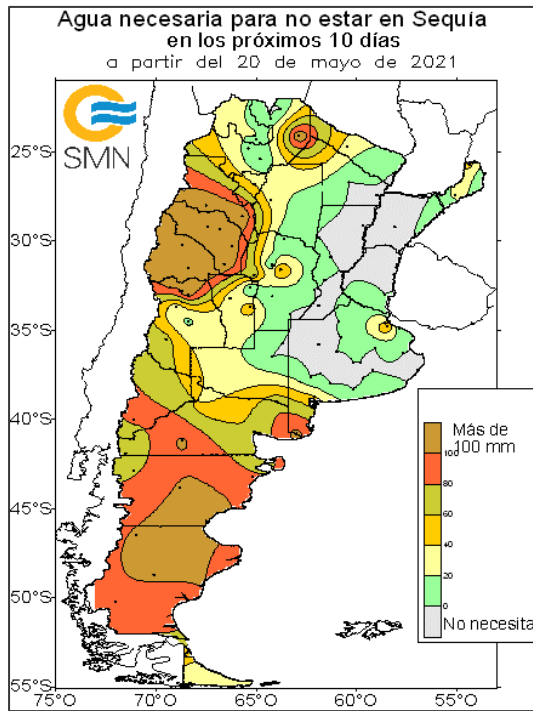 Agua necesaria para no estar en Sequía
en los próximos 10 días
a partir del 20 de mayo de 2021
SMN
25°S
30°S
35°S
40°S
45°S
50°S
55°S
75°O
70°O
65°O
60°O
55°O
Más de
100 mm
100
80
60
40
20
0
No necesita